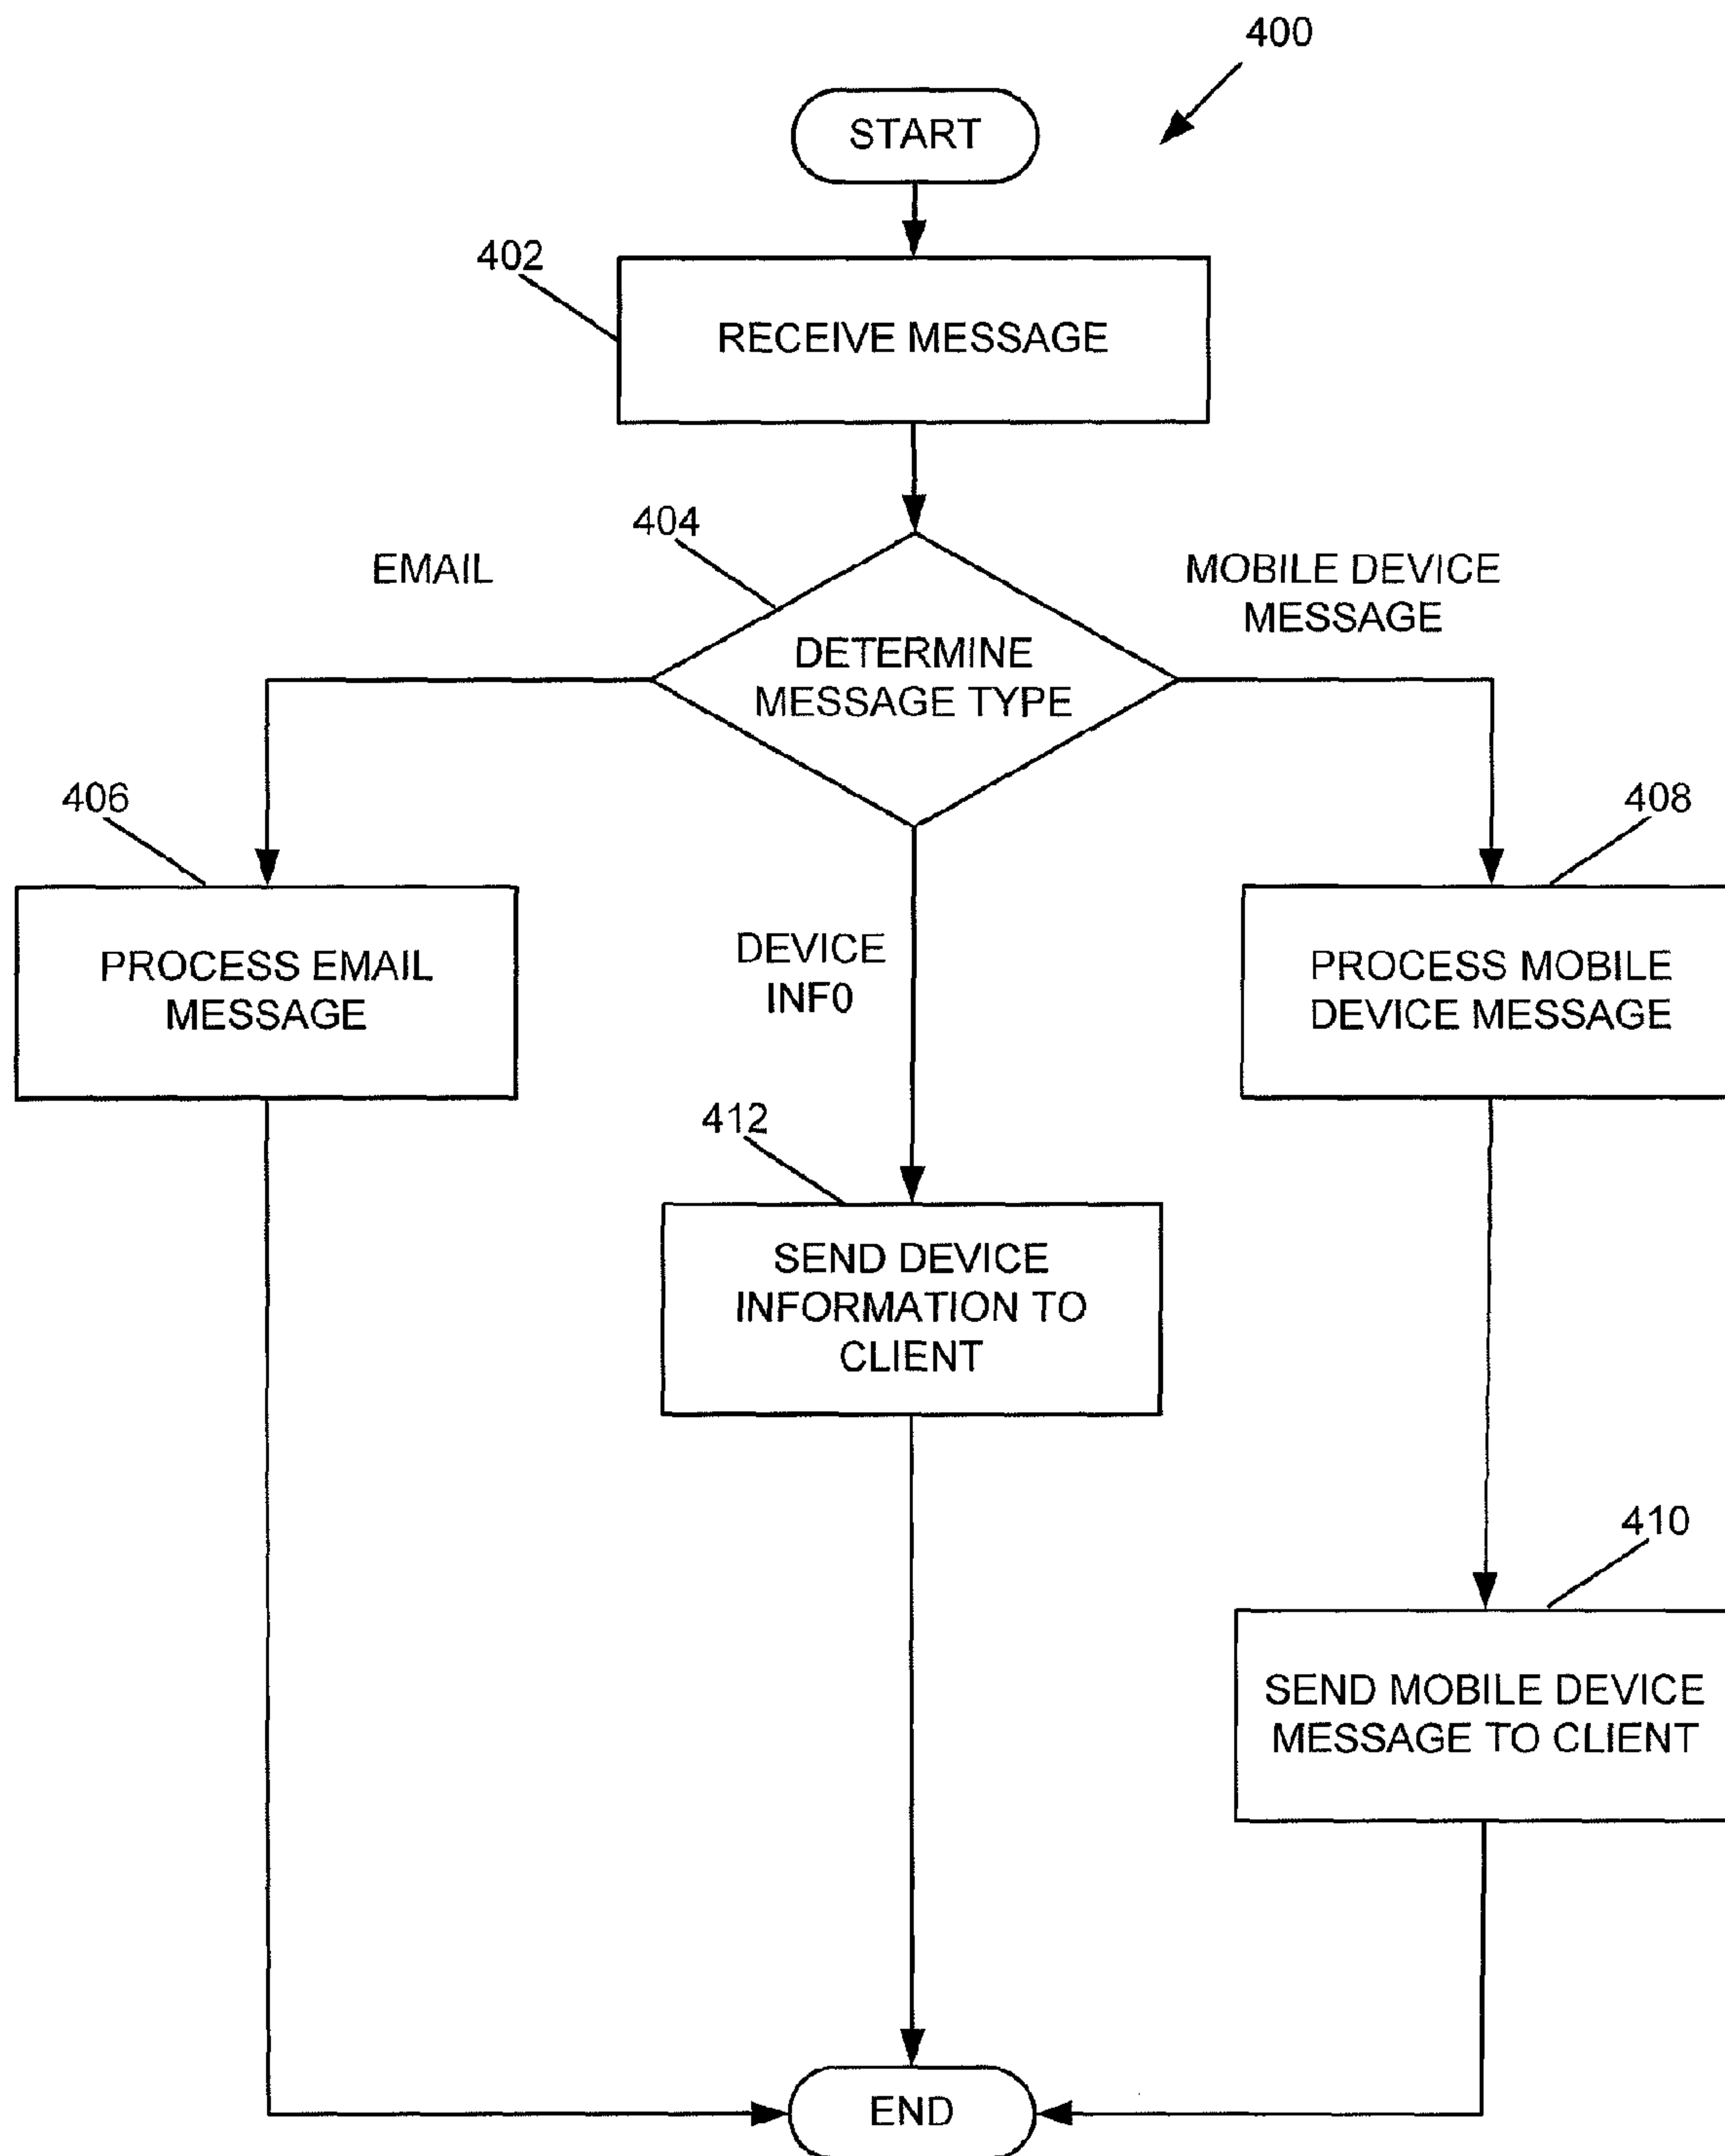 400
START
402
RECEIVE MESSAGE
404
EMAIL
MOBILE DEVICE
MESSAGE
DETERMINE
MESSAGE TYPE
406
408
PROCESS EMAIL
MESSAGE
DEVICE
INF0
PROCESS MOBILE
DEVICE MESSAGE
412
SEND DEVICE
INFORMATION TO
CLIENT
410
SEND MOBILE DEVICE
MESSAGE TO CLIENT
END